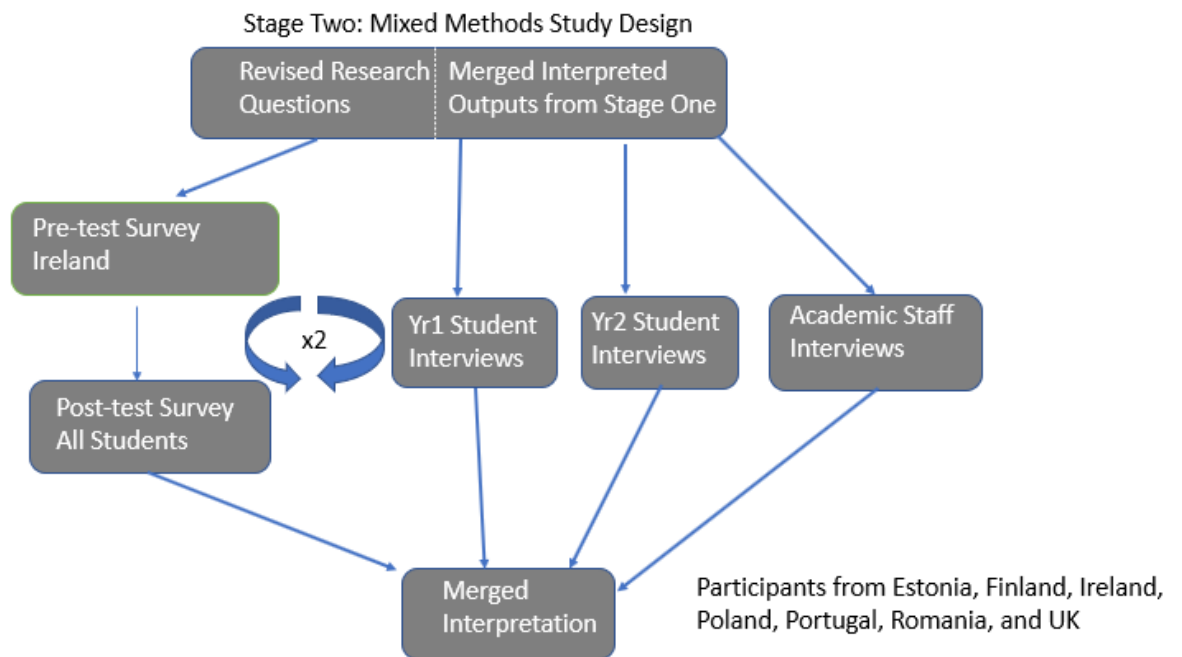 Stage Two: Mixed Methods Study Design
Revised Research
Questions
Merged Interpreted
Outputs from Stage One
Pre-test Survey
Ireland
x2
Yr1 Student
Interviews
Yr2 Student
Interviews
Academic Staff
Interviews
Post-test Survey
All Students
Merged
Interpretation
Participants from Estonia, Finland, Ireland,
Poland, Portugal, Romania, and UK